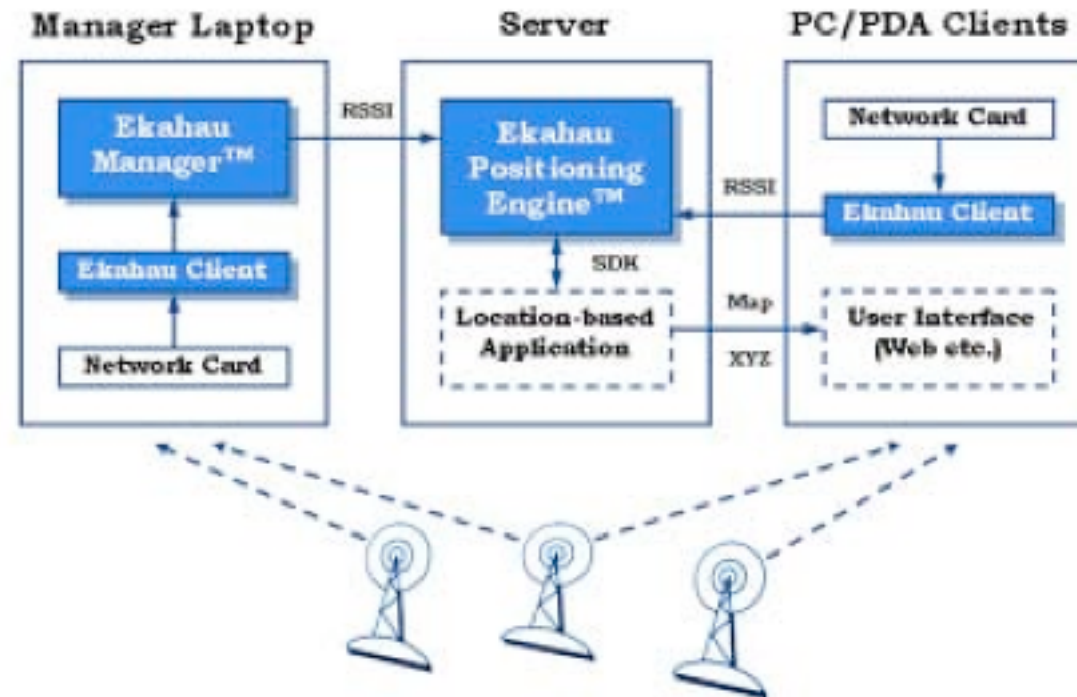 Manager Laptop
Server
PC/PDA Clients
Ekahau
Manager™
Ekahau Client
Network Card
RSSI
Ekahau
Positioning
Engine™
SDK
Location-based
Application
RSSI
Map
XYZ
Network Card
Ekahau Client
User Interface
(Web etc.)